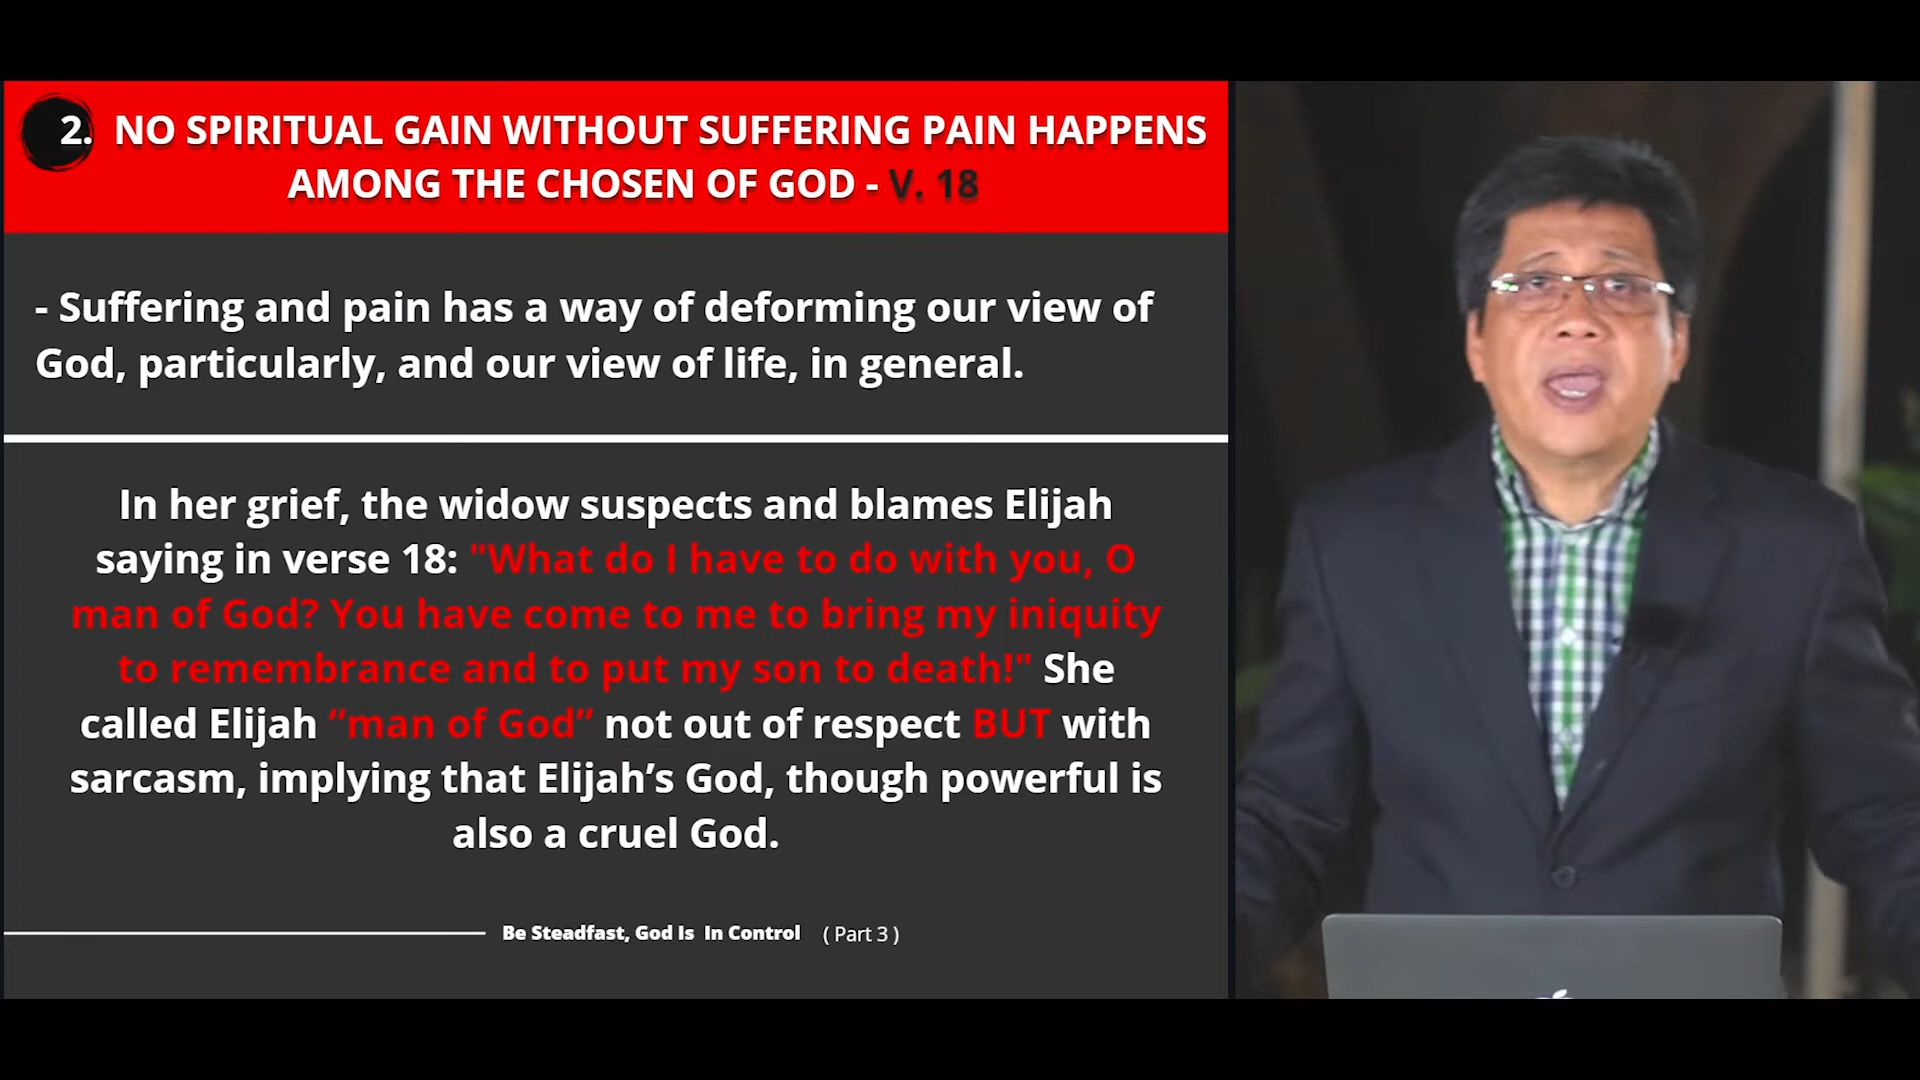 2. NO SPIRITUAL GAIN WITHOUT SUFFERING PAIN HAPPENS
AMONG THE CHOSEN OF GOD - V. 18
- Suffering and pain has a way of deforming our view of
God, particularly, and our view of life, in general.
In her grief, the widow suspects and blames Elijah
saying in verse 18: "What do I have to do with you, O
man of God? You have come to me to bring my iniquity
to remembrance and to put my son to death!" She
called Elijah “man of God” not out of respect BUT with
sarcasm, implying that Elijah’s God, though powerful is
also a cruel God.
Be Steadfast, God Is In Control ( Part 3 )